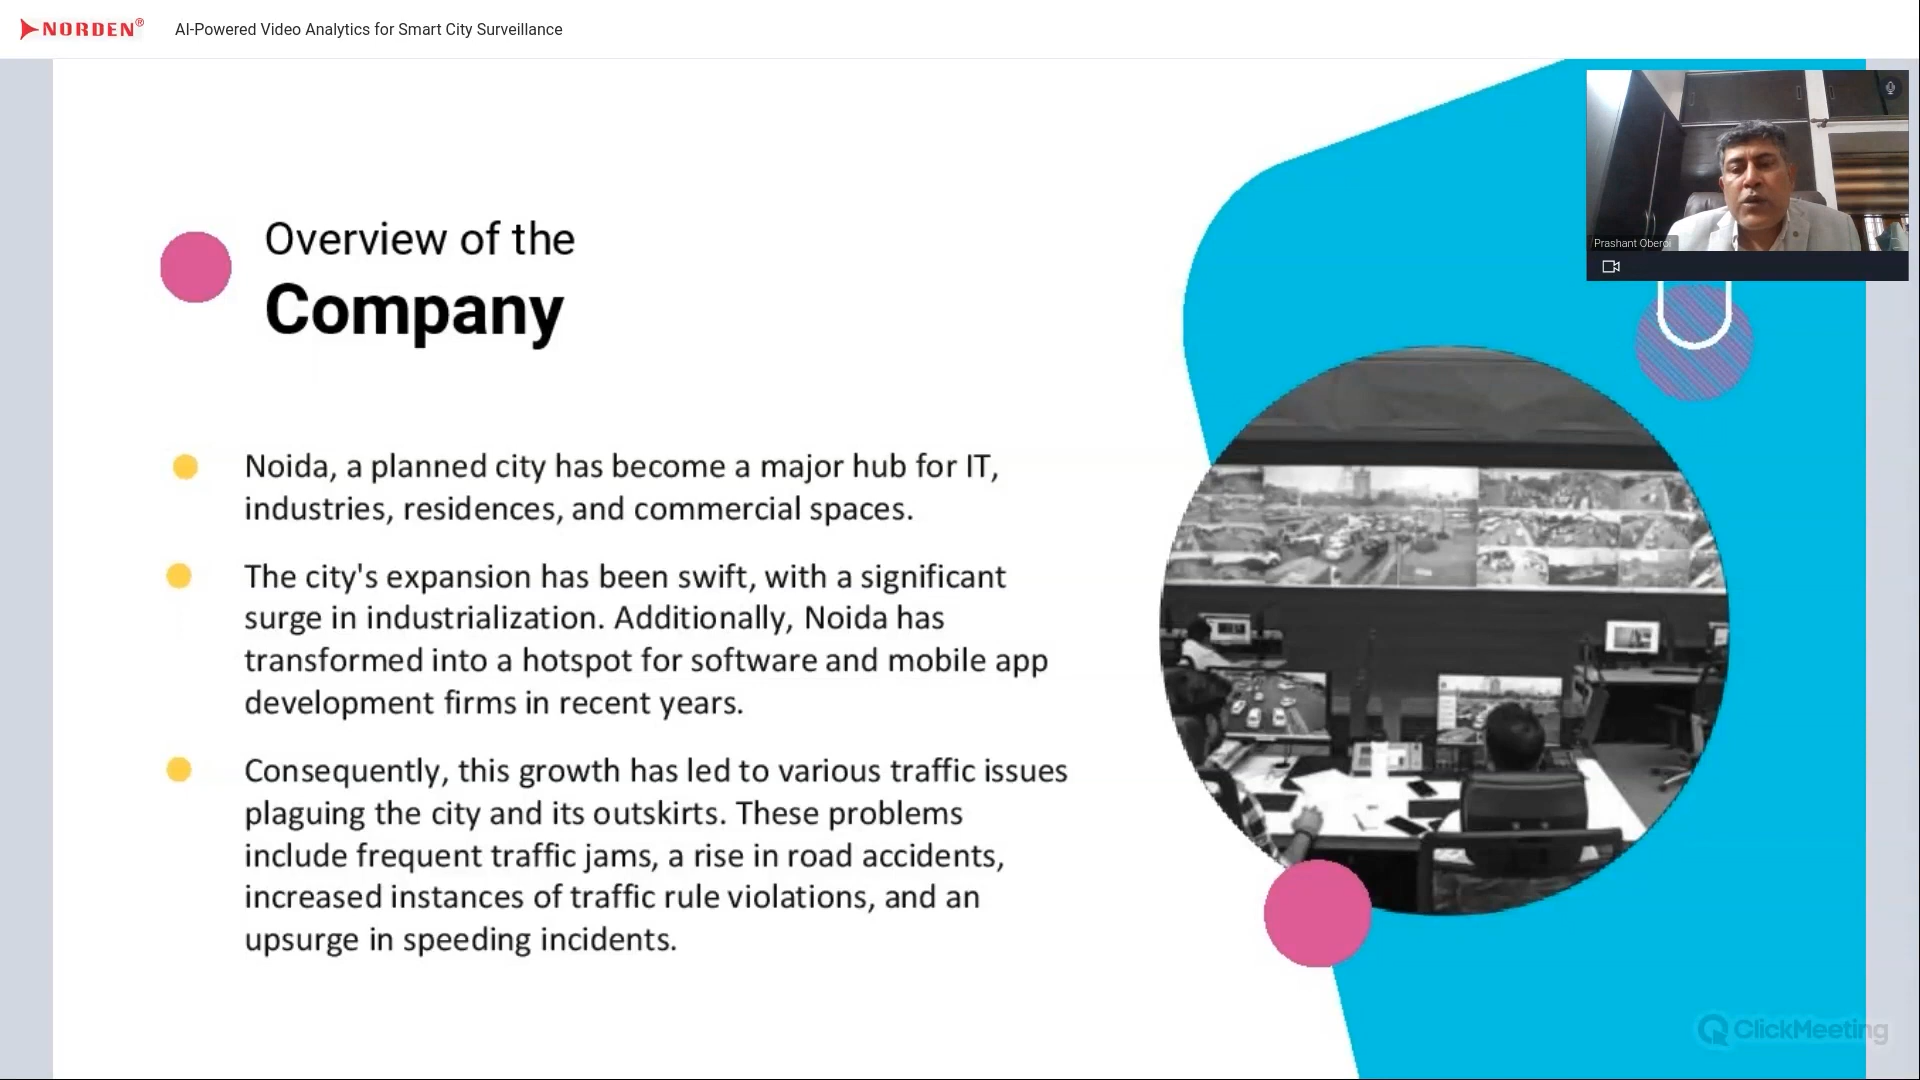 NORDEN®
AI-Powered Video Analytics for Smart City Surveillance
Prashant Oberoi
Overview of the
Company
Noida, a planned city has become a major hub for IT,
industries, residences, and commercial spaces.
The city's expansion has been swift, with a significant
surge in industrialization. Additionally, Noida has
transformed into a hotspot for software and mobile app
development firms in recent years.
Consequently, this growth has led to various traffic issues
plaguing the city and its outskirts. These problems
include frequent traffic jams, a rise in road accidents,
increased instances of traffic rule violations, and an
upsurge in speeding incidents.
ClickMeeting